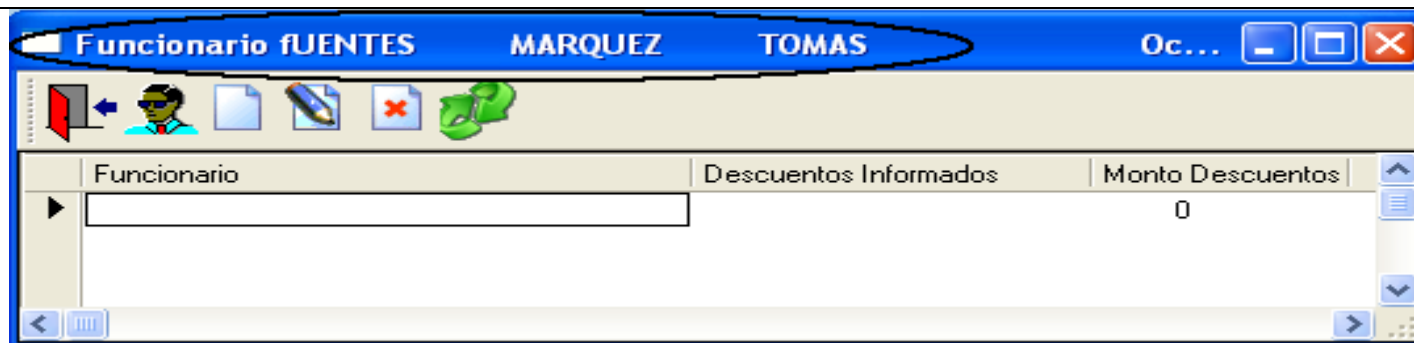 Funcionario fUENTES MARQUEZ TOMAS Oc...
Funcionario Descuentos Informados Monto Descuentos
0